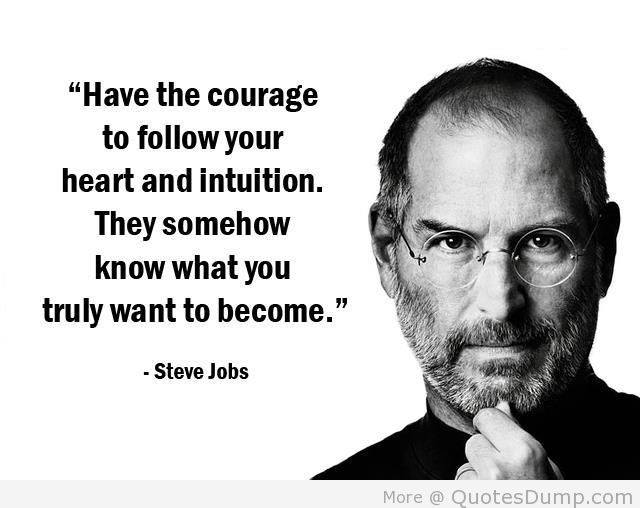 “Have the courage
to follow your
heart and intuition.
They somehow
know what you
truly want to become.”
- Steve Jobs
More @ QuotesDump.com